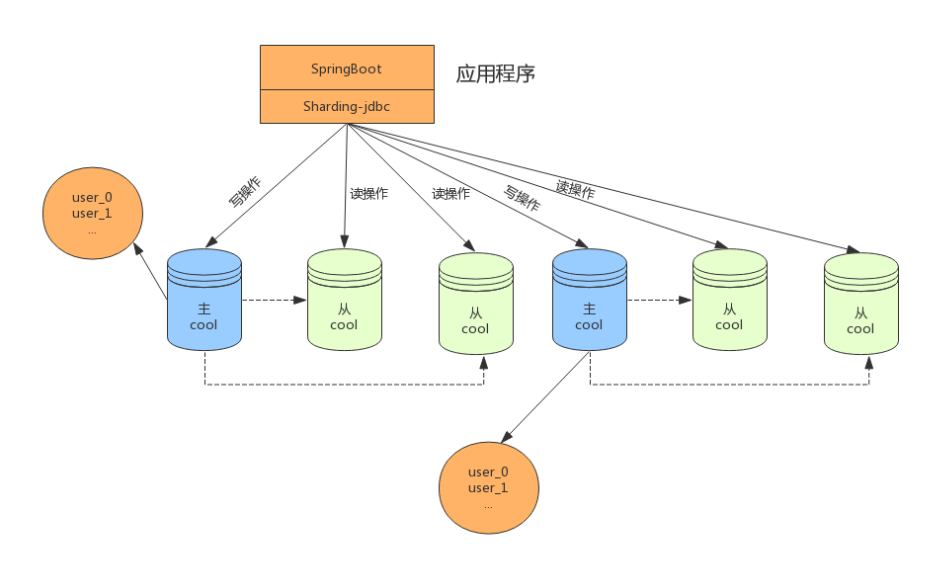 SpringBoot
应用程序
Sharding-jdbc
写操作
读操作
读操作
写操作
读操作
user_0
user_1
...
主
cool
从
cool
从
cool
主
cool
从
cool
从
cool
user_0
user_1
...